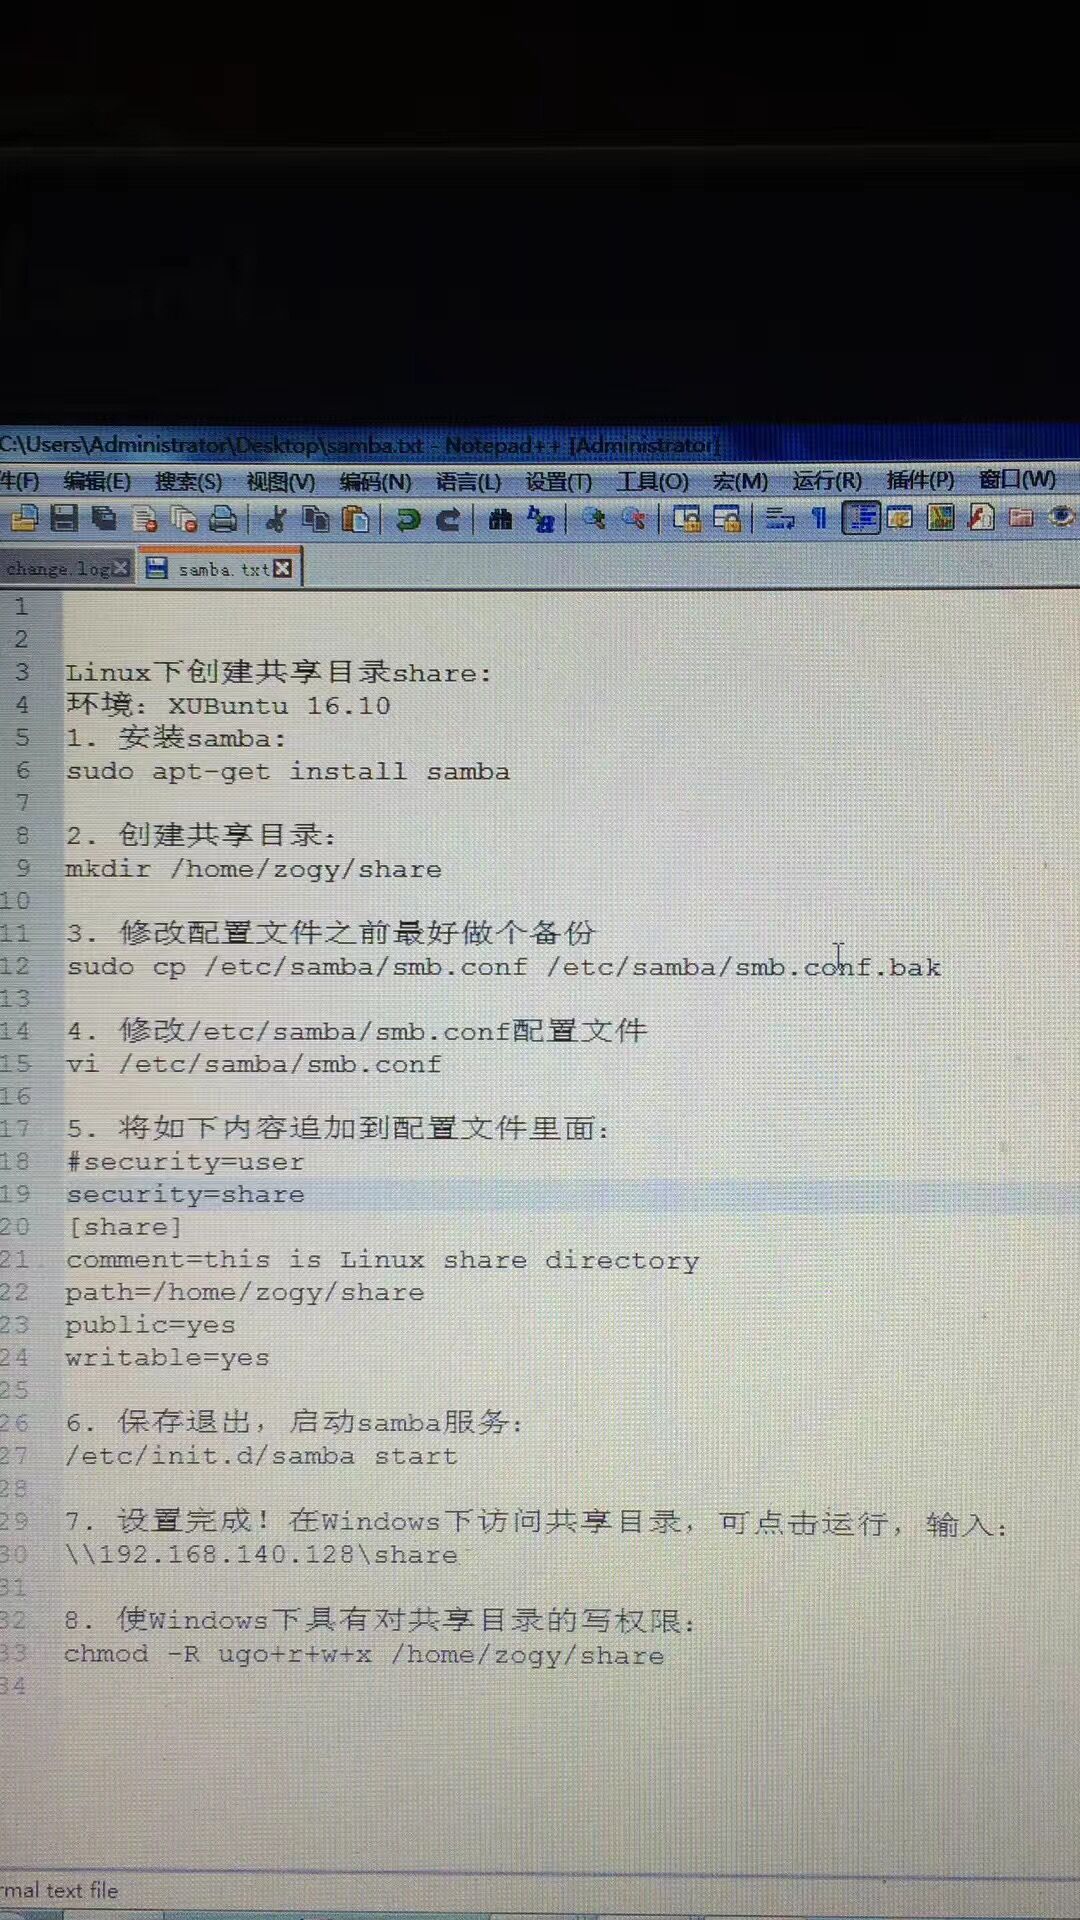 C:\Users\Administrator\Desktop\samba.txt - Notepad++ [Administrator]
件(F) 编辑(E) 搜索(S) 视图(V) 编码(N) 语言(L) 设置(T) 工具(O) 宏(M) 运行(R) 插件(P) 窗口(W)
change.log samba.txt
1
2
3 Linux下创建共享目录share:
4 环境: XUBuntu 16.10
5 1. 安装samba:
6 sudo apt-get install samba
7
8 2. 创建共享目录:
9 mkdir /home/zogy/share
10
11 3. 修改配置文件之前最好做个备份
12 sudo cp /etc/samba/smb.conf /etc/samba/smb.conf.bak
13
14 4. 修改/etc/samba/smb.conf配置文件
15 vi /etc/samba/smb.conf
16
17 5. 将如下内容追加到配置文件里面:
18 #security=user
19 security=share
20 [share]
21 comment=this is Linux share directory
22 path=/home/zogy/share
23 public=yes
24 writable=yes
25
26 6. 保存退出，启动samba服务:
27 /etc/init.d/samba start
28
29 7. 设置完成！在Windows下访问共享目录，可点击运行，输入:
30 \\192.168.140.128\share
31
32 8. 使Windows下具有对共享目录的写权限:
33 chmod -R ugo+r+w+x /home/zogy/share
34
rmal text file